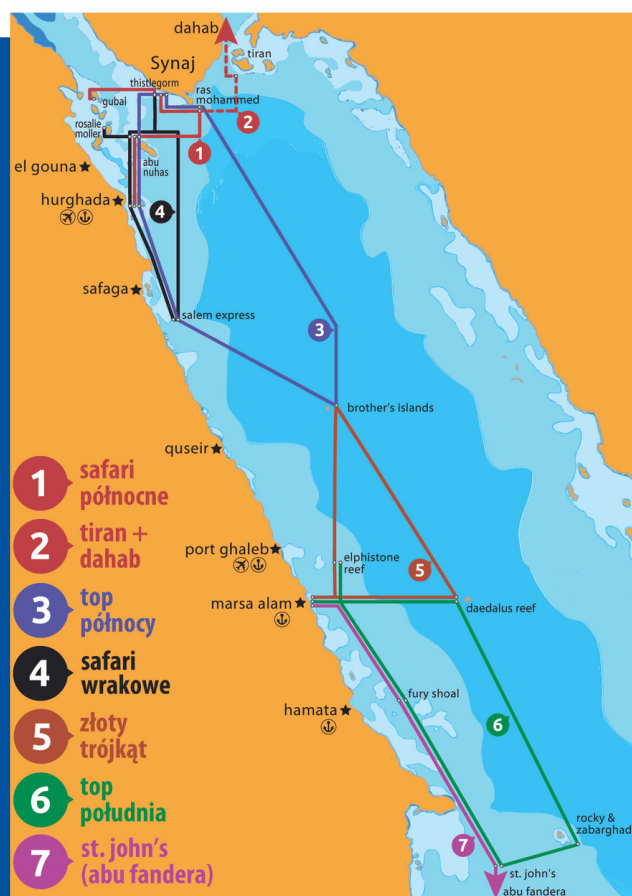 dahab
tiran
Synaj
thistlegorm
ras
mohammed
gubal
2
rosalie
moller
1
el gouna
abu
nuhas
hurghada
4
safaga
salem express
3
brother's islands
quseir
1
safari
północne
port ghaleb
elphistone
reef
2
tiran +
dahab
5
marsa alam
daedalus reef
3
top
północy
4
safari
wrakowe
fury shoal
hamata
6
5
złoty
trójkąt
6
top
południa
rocky &
zabarghad
7
7
st. john's
(abu fandera)
st. john's
abu fandera